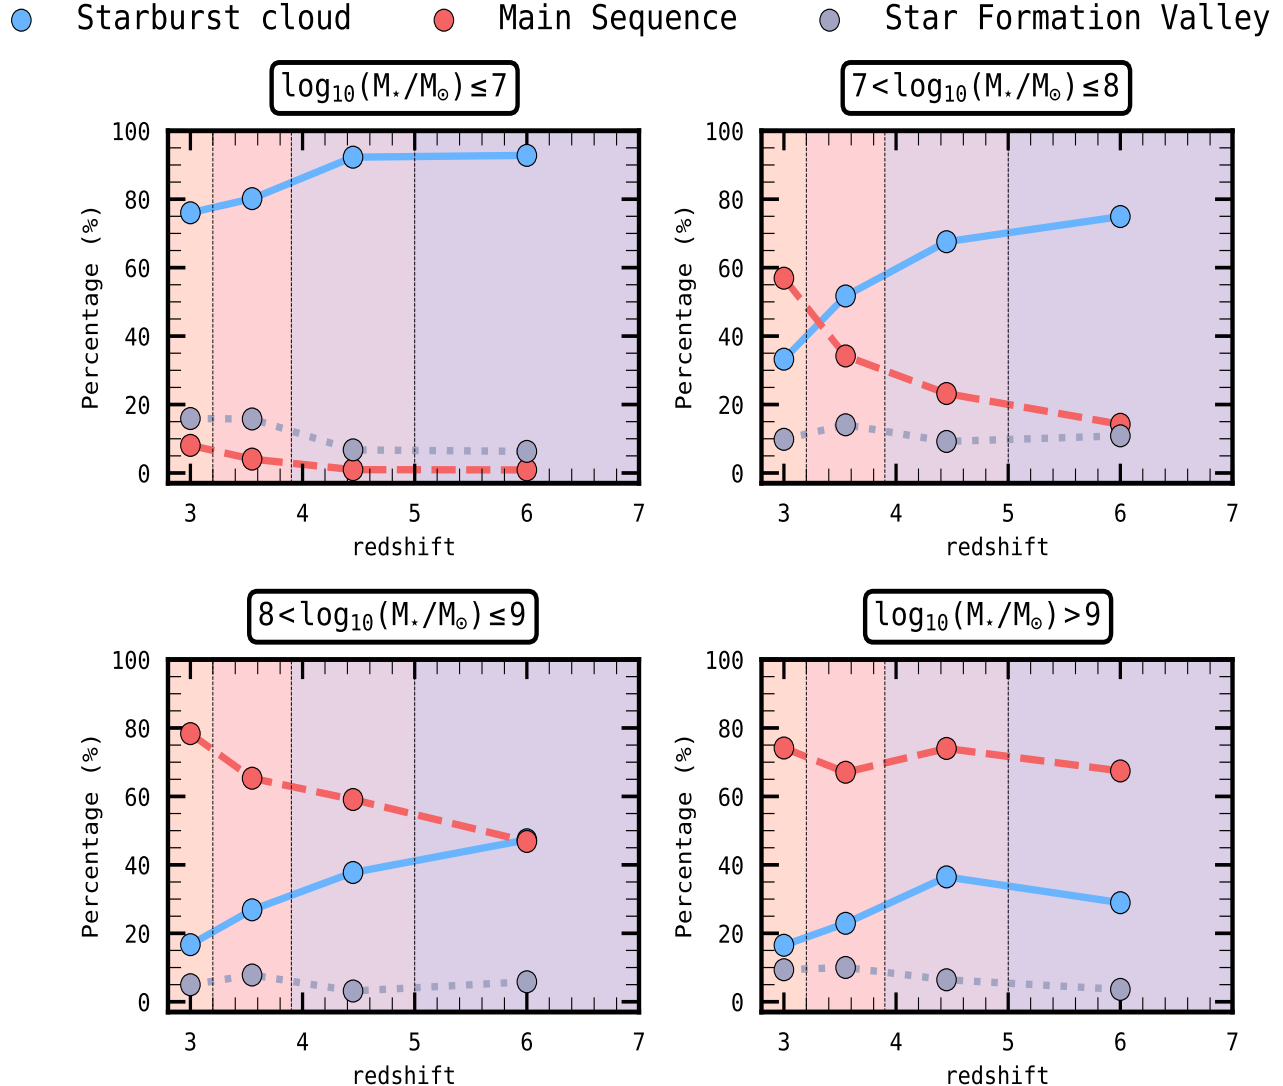 Starburst cloud Main Sequence Star Formation Valley
log₁₀(M⋆/M⊙)≤7 7<log₁₀(M⋆/M⊙)≤8
100 100
80 80
60 60
40 40
20 20
0 0
Percentage (%) Percentage (%)
3 4 5 6 7 3 4 5 6 7
redshift redshift
8<log₁₀(M⋆/M⊙)≤9 log₁₀(M⋆/M⊙)>9
100 100
80 80
60 60
40 40
20 20
0 0
Percentage (%) Percentage (%)
3 4 5 6 7 3 4 5 6 7
redshift redshift